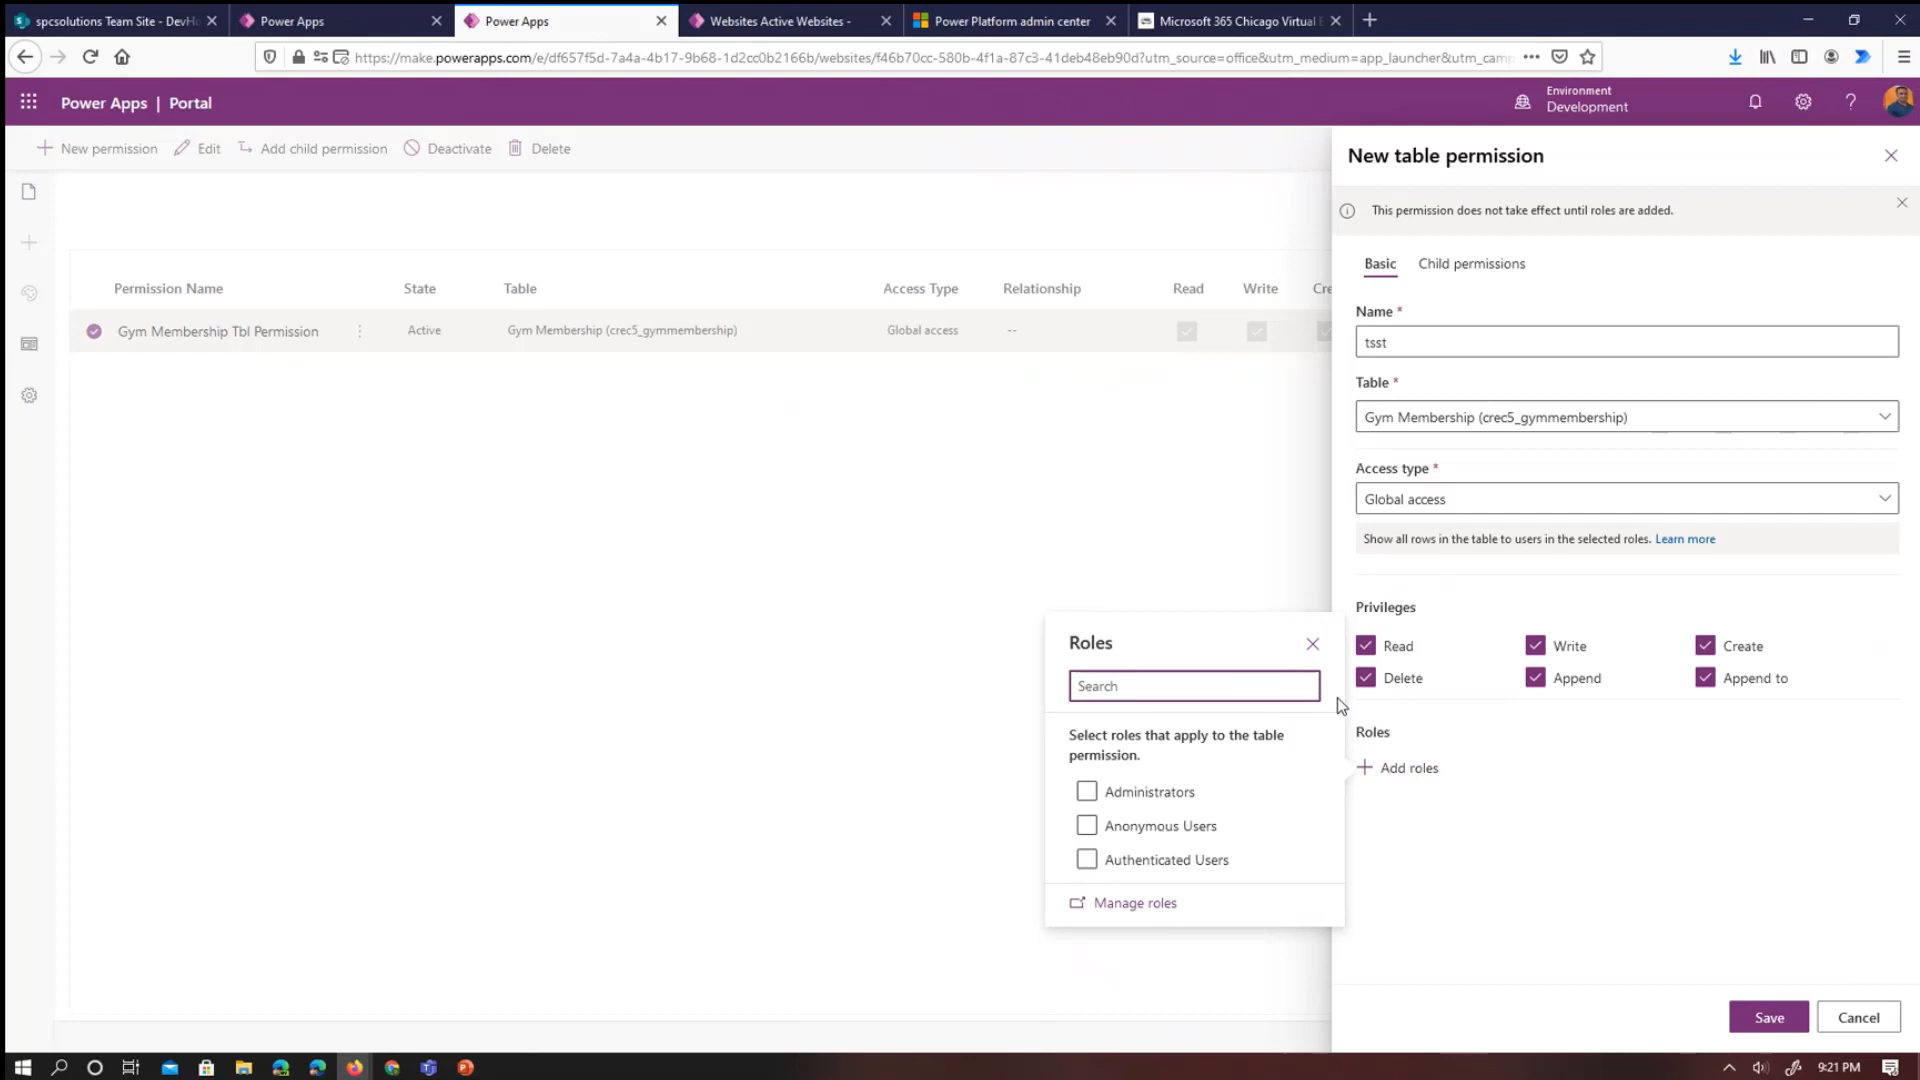 spcsolutions Team Site - DevHo
Power Apps
Power Apps
Websites Active Websites -
Power Platform admin center
Microsoft 365 Chicago Virtual E
https://make.powerapps.com/e/df657f5d-7a4a-4b17-9b68-1d2cc0b2166b/websites/f46b70cc-580b-4f1a-87c3-41deb48eb90d?utm_source=office&utm_medium=app_launcher&utm_camp
Power Apps | Portal
Environment
Development
New permission
Edit
Add child permission
Deactivate
Delete
Permission Name
State
Table
Access Type
Relationship
Read
Write
Cre
Gym Membership Tbl Permission
Active
Gym Membership (crec5_gymmembership)
Global access
--
New table permission
This permission does not take effect until roles are added.
Basic
Child permissions
Name *
tsst
Table *
Gym Membership (crec5_gymmembership)
Access type *
Global access
Show all rows in the table to users in the selected roles. Learn more
Privileges
Read
Write
Create
Delete
Append
Append to
Roles
Add roles
Roles
Search
Select roles that apply to the table
permission.
Administrators
Anonymous Users
Authenticated Users
Manage roles
Save
Cancel
9:21 PM